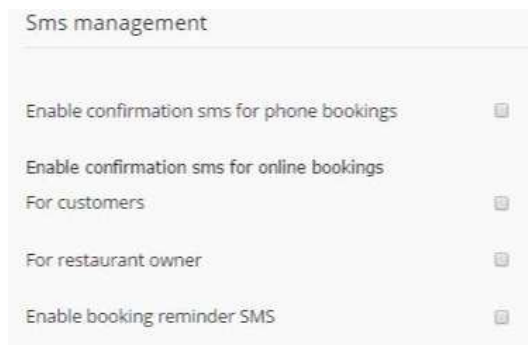 Sms management
Enable confirmation sms for phone bookings
Enable confirmation sms for online bookings
For customers
For restaurant owner
Enable booking reminder SMS